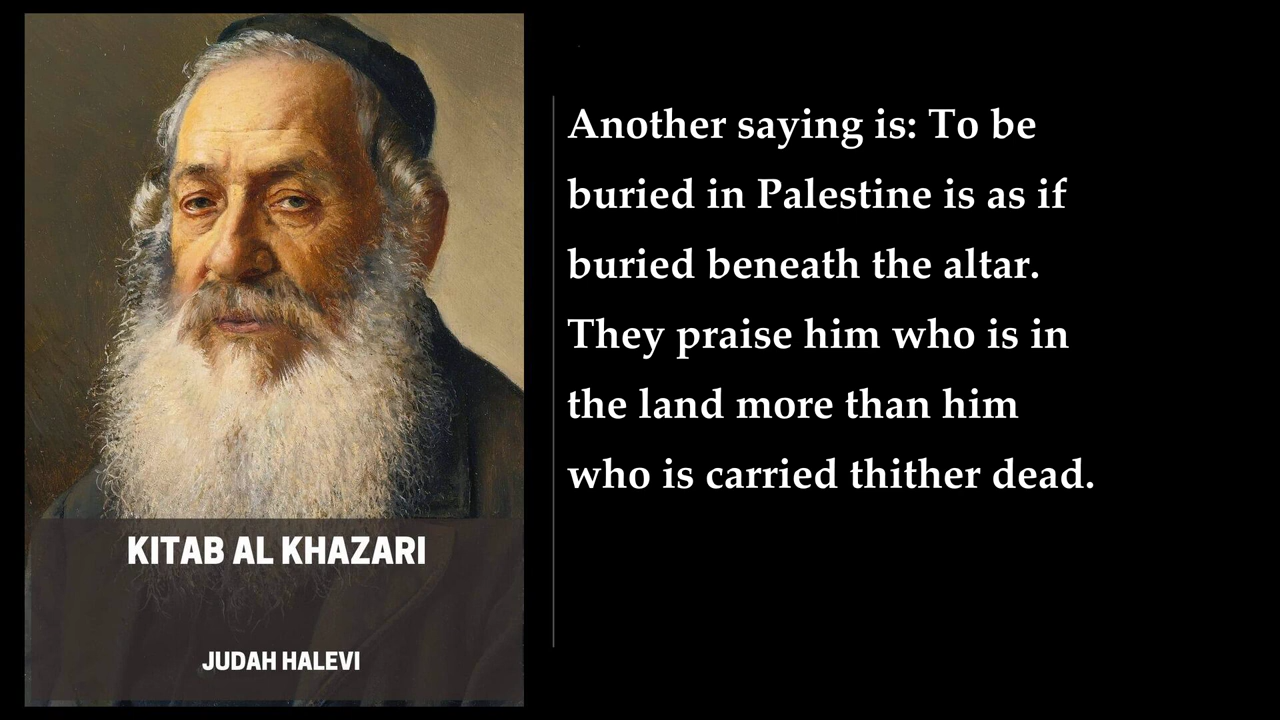 KITAB AL KHAZARI
JUDAH HALEVI
Another saying is: To be
buried in Palestine is as if
buried beneath the altar.
They praise him who is in
the land more than him
who is carried thither dead.